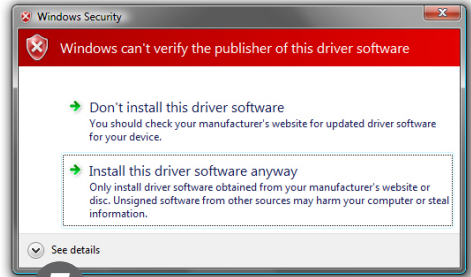 Windows Security
Windows can't verify the publisher of this driver software
Don't install this driver software
You should check your manufacturer's website for updated driver software
for your device.
Install this driver software anyway
Only install driver software obtained from your manufacturer's website or
disc. Unsigned software from other sources may harm your computer or steal
information.
See details